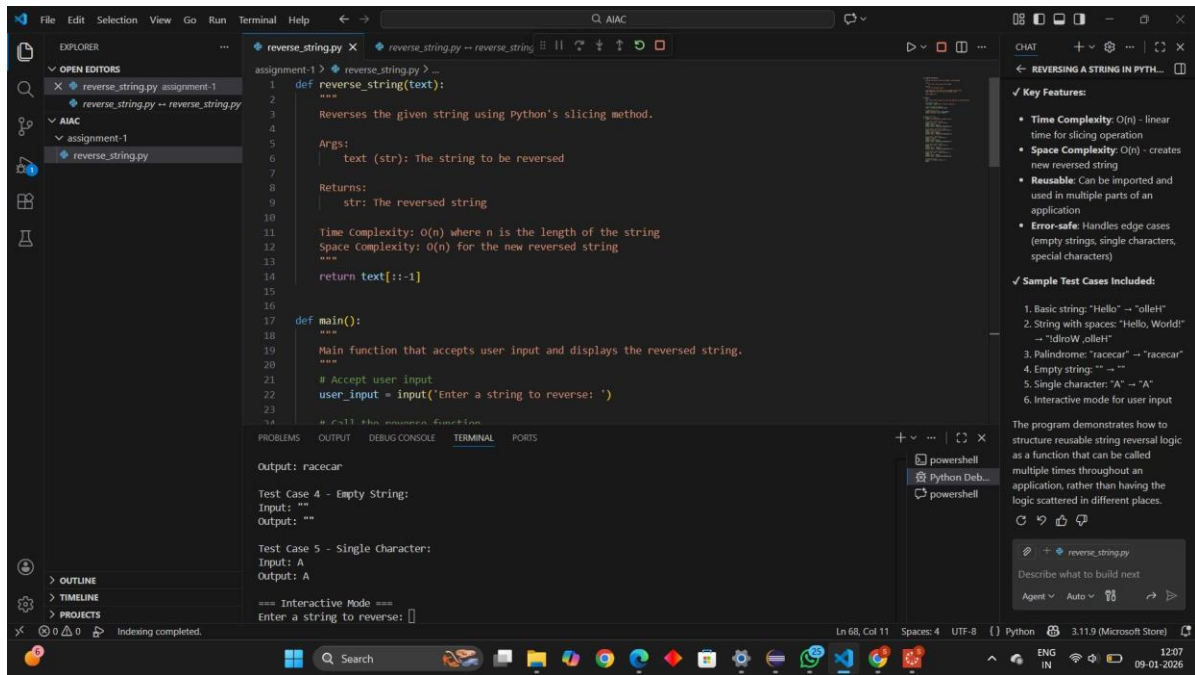 File Edit Selection View Go Run Terminal Help
AIAC
EXPLORER
OPEN EDITORS
reverse_string.py assignment-1
reverse_string.py ↔ reverse_string.py
AIAC
assignment-1
reverse_string.py
OUTLINE
TIMELINE
PROJECTS
reverse_string.py
reverse_string.py ↔ reverse_string
assignment-1 > reverse_string.py > ...
1 def reverse_string(text):
2 """
3 Reverses the given string using Python's slicing method.
4
5 Args:
6 text (str): The string to be reversed
7
8 Returns:
9 str: The reversed string
10
11 Time Complexity: O(n) where n is the length of the string
12 Space Complexity: O(n) for the new reversed string
13 """
14 return text[::-1]
15
16
17 def main():
18 """
19 Main function that accepts user input and displays the reversed string.
20 """
21 # Accept user input
22 user_input = input('Enter a string to reverse: ')
23
24 # Call the reverse function
PROBLEMS OUTPUT DEBUG CONSOLE TERMINAL PORTS
Output: racecar
Test Case 4 - Empty String:
Input: ""
Output: ""
Test Case 5 - Single Character:
Input: A
Output: A
=== Interactive Mode ===
Enter a string to reverse:
powershell
Python Deb...
powershell
CHAT
REVERSING A STRING IN PYTH...
✓ Key Features:
• Time Complexity: O(n) - linear
time for slicing operation
• Space Complexity: O(n) - creates
new reversed string
• Reusable: Can be imported and
used in multiple parts of an
application
• Error-safe: Handles edge cases
(empty strings, single characters,
special characters)
✓ Sample Test Cases Included:
1. Basic string: "Hello" → "olleH"
2. String with spaces: "Hello, World!"
→ "!dlroW ,olleH"
3. Palindrome: "racecar" → "racecar"
4. Empty string: "" → ""
5. Single character: "A" → "A"
6. Interactive mode for user input
The program demonstrates how to
structure reusable string reversal logic
as a function that can be called
multiple times throughout an
application, rather than having the
logic scattered in different places.
reverse_string.py
Describe what to build next
Agent Auto
0 0 Indexing completed.
Ln 68, Col 11 Spaces: 4 UTF-8 {} Python 3.11.9 (Microsoft Store)
6
Search
25
5
5
ENG
IN
12:07
09-01-2026